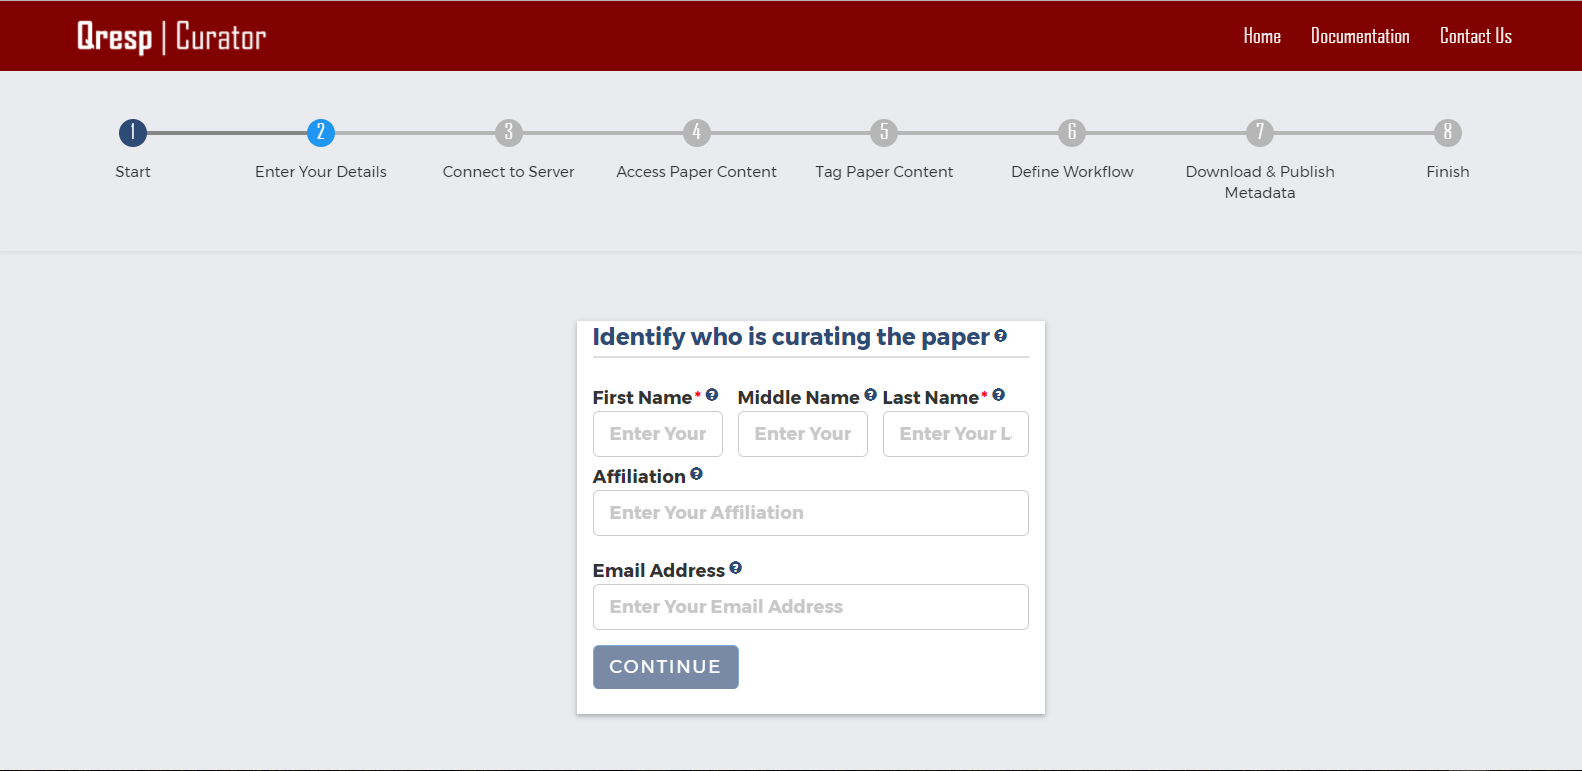 Qresp | Curator
Home Documentation Contact Us
1 2 3 4 5 6 7 8
Start Enter Your Details Connect to Server Access Paper Content Tag Paper Content Define Workflow Download & Publish Metadata Finish
Identify who is curating the paper ?
First Name * ? Middle Name ? Last Name * ?
Enter Your Enter Your Enter Your L
Affiliation ?
Enter Your Affiliation
Email Address ?
Enter Your Email Address
CONTINUE